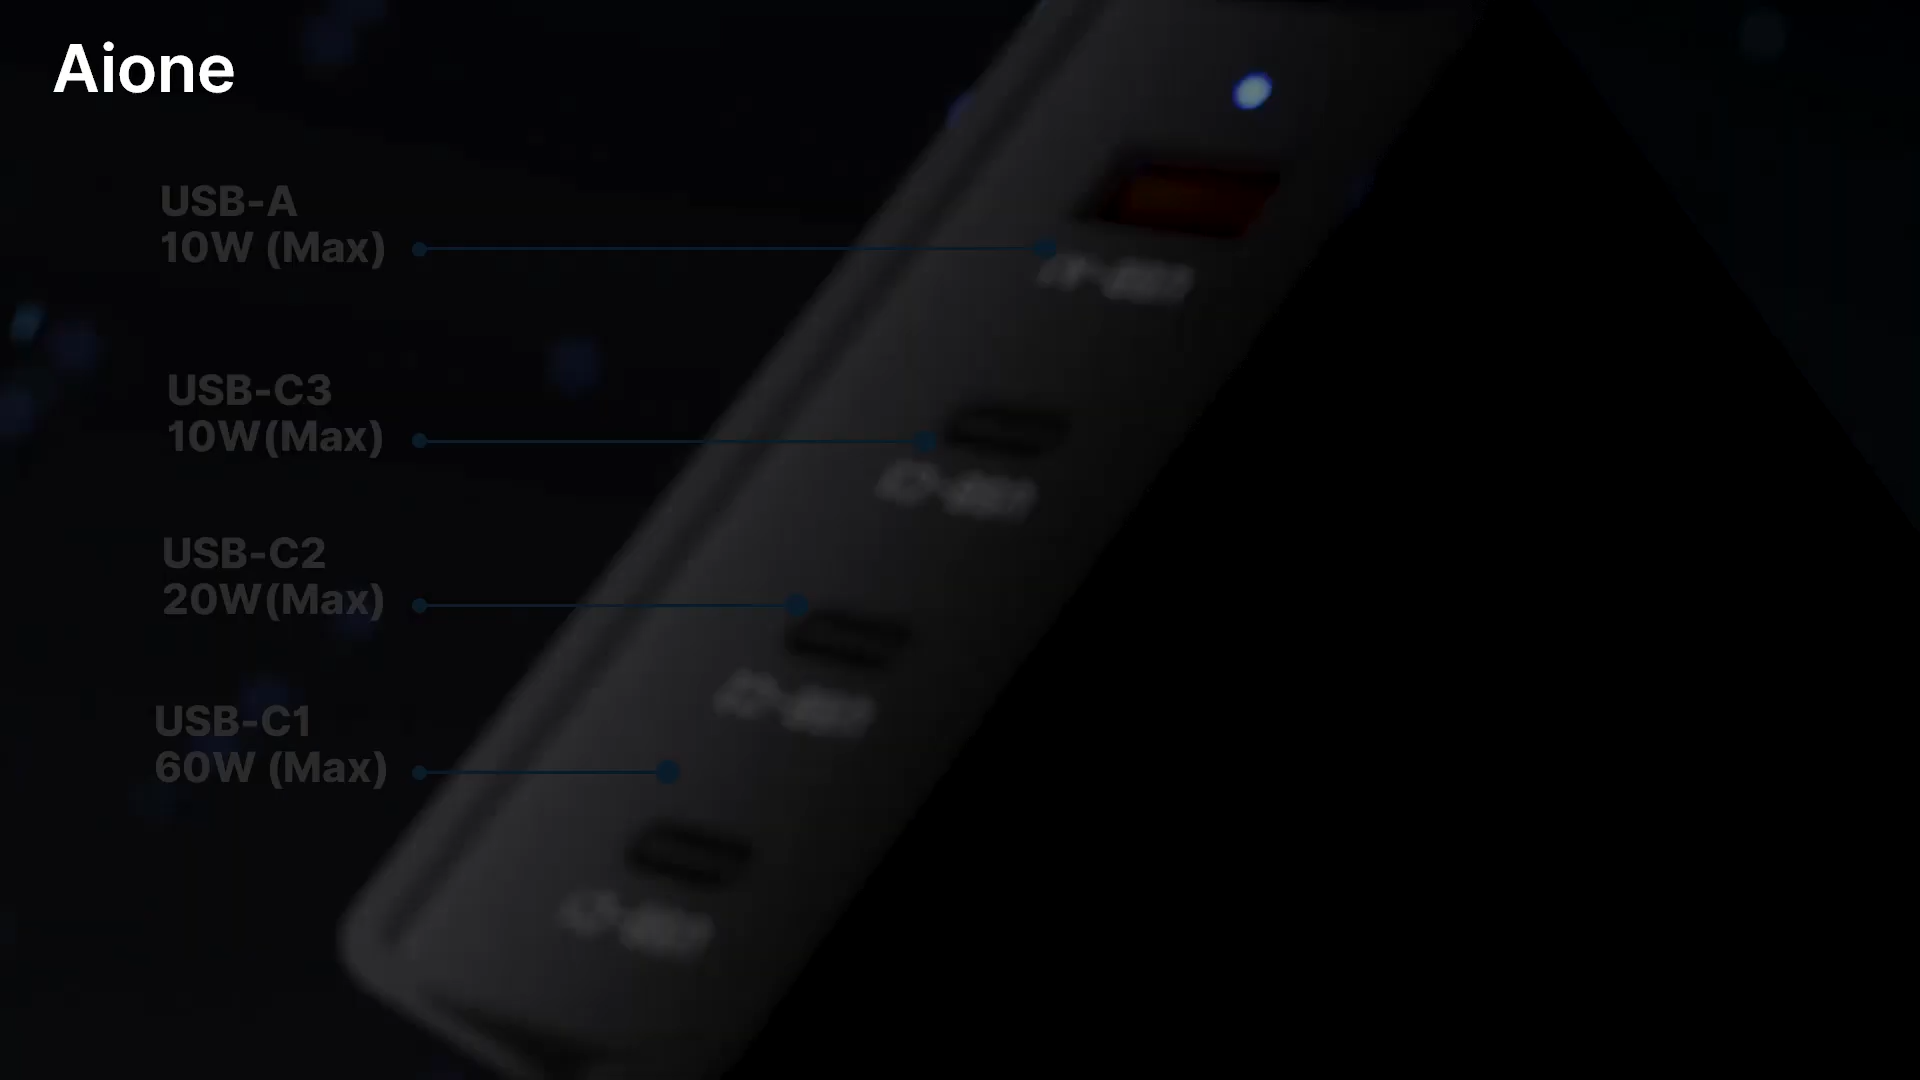 Aione
USB-A
10W (Max)
USB-C3
10W(Max)
USB-C2
20W(Max)
USB-C1
60W (Max)